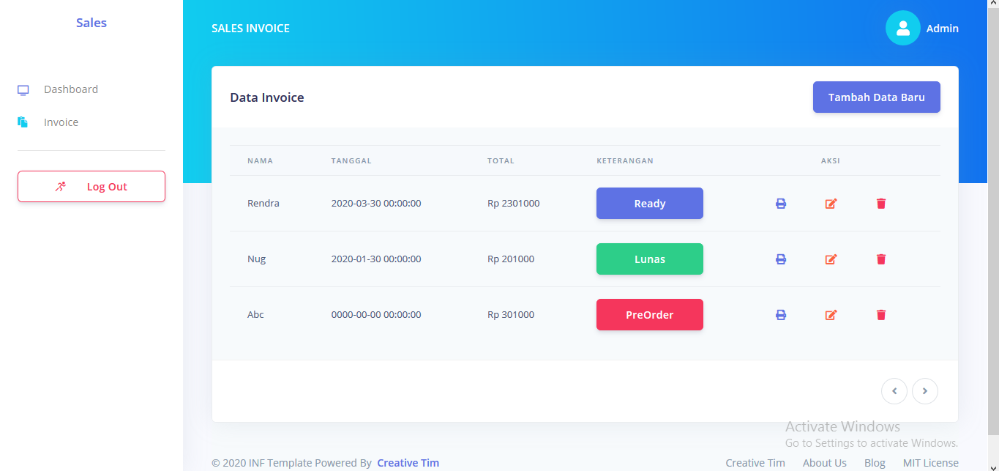 Sales
SALES INVOICE
Admin
Dashboard
Invoice
Log Out
Data Invoice
Tambah Data Baru
NAMA TANGGAL TOTAL KETERANGAN AKSI
Rendra 2020-03-30 00:00:00 Rp 2301000 Ready
Nug 2020-01-30 00:00:00 Rp 201000 Lunas
Abc 0000-00-00 00:00:00 Rp 301000 PreOrder
Activate Windows
Go to Settings to activate Windows.
© 2020 INF Template Powered By Creative Tim
Creative Tim About Us Blog MIT License